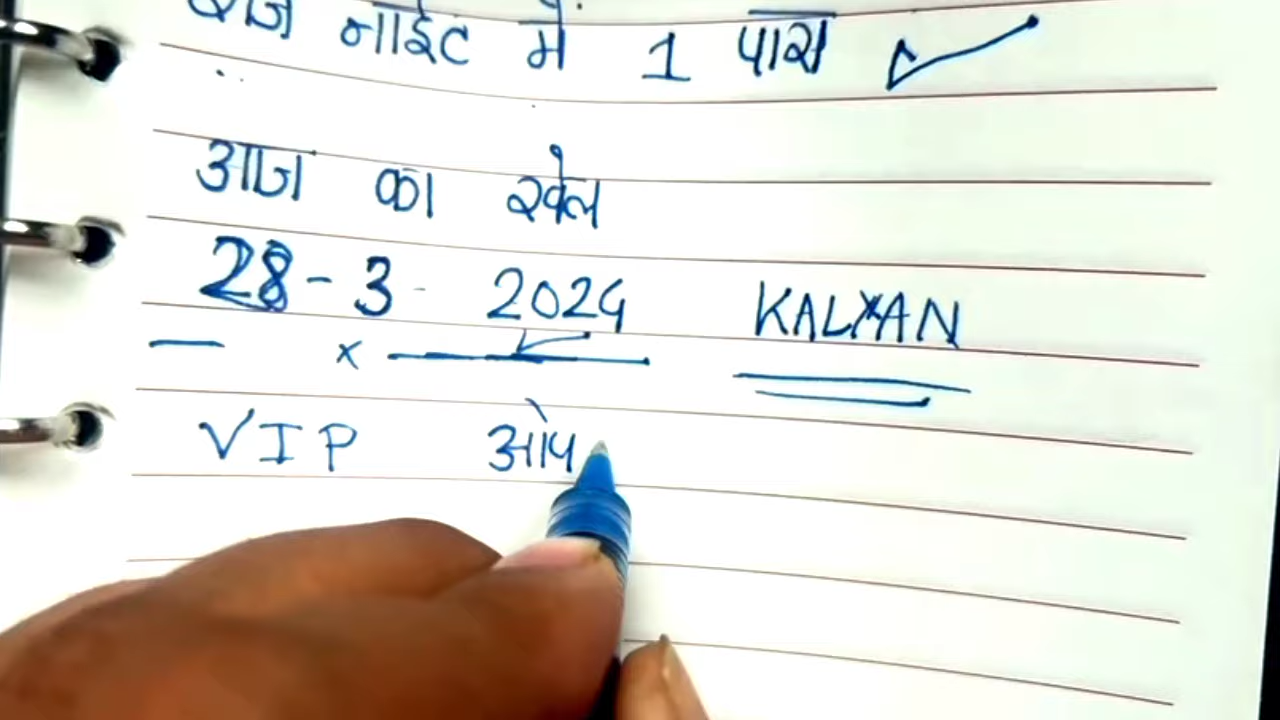 नाईट में 1 पास
आज का खेल
28-3-2024 KALYAN
VIP ओप